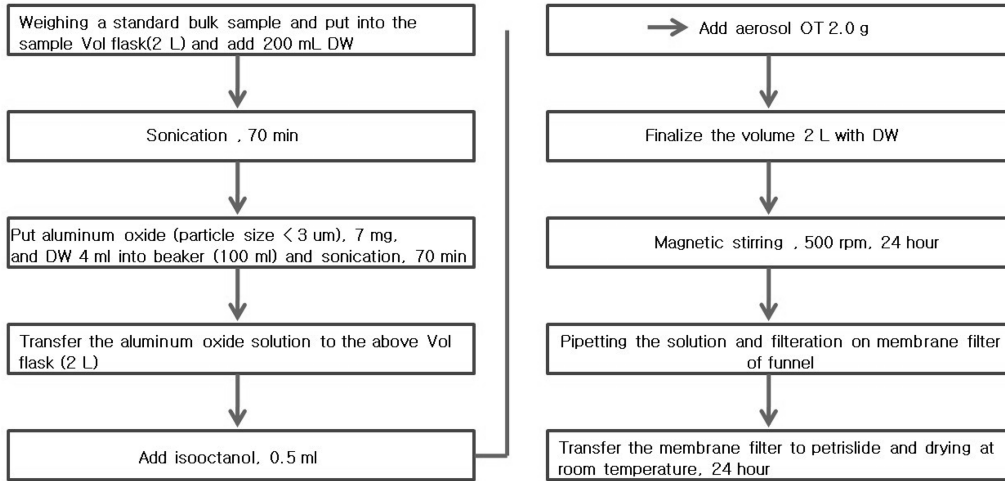 Weighing a standard bulk sample and put into the
sample Vol flask(2 L) and add 200 mL DW
Sonication , 70 min
Put aluminum oxide (particle size < 3 um), 7 mg,
and DW 4 ml into beaker (100 ml) and sonication, 70 min
Transfer the aluminum oxide solution to the above Vol
flask (2 L)
Add isooctanol, 0.5 ml
Add aerosol OT 2.0 g
Finalize the volume 2 L with DW
Magnetic stirring , 500 rpm, 24 hour
Pipetting the solution and filteration on membrane filter
of funnel
Transfer the membrane filter to petrislide and drying at
room temperature, 24 hour